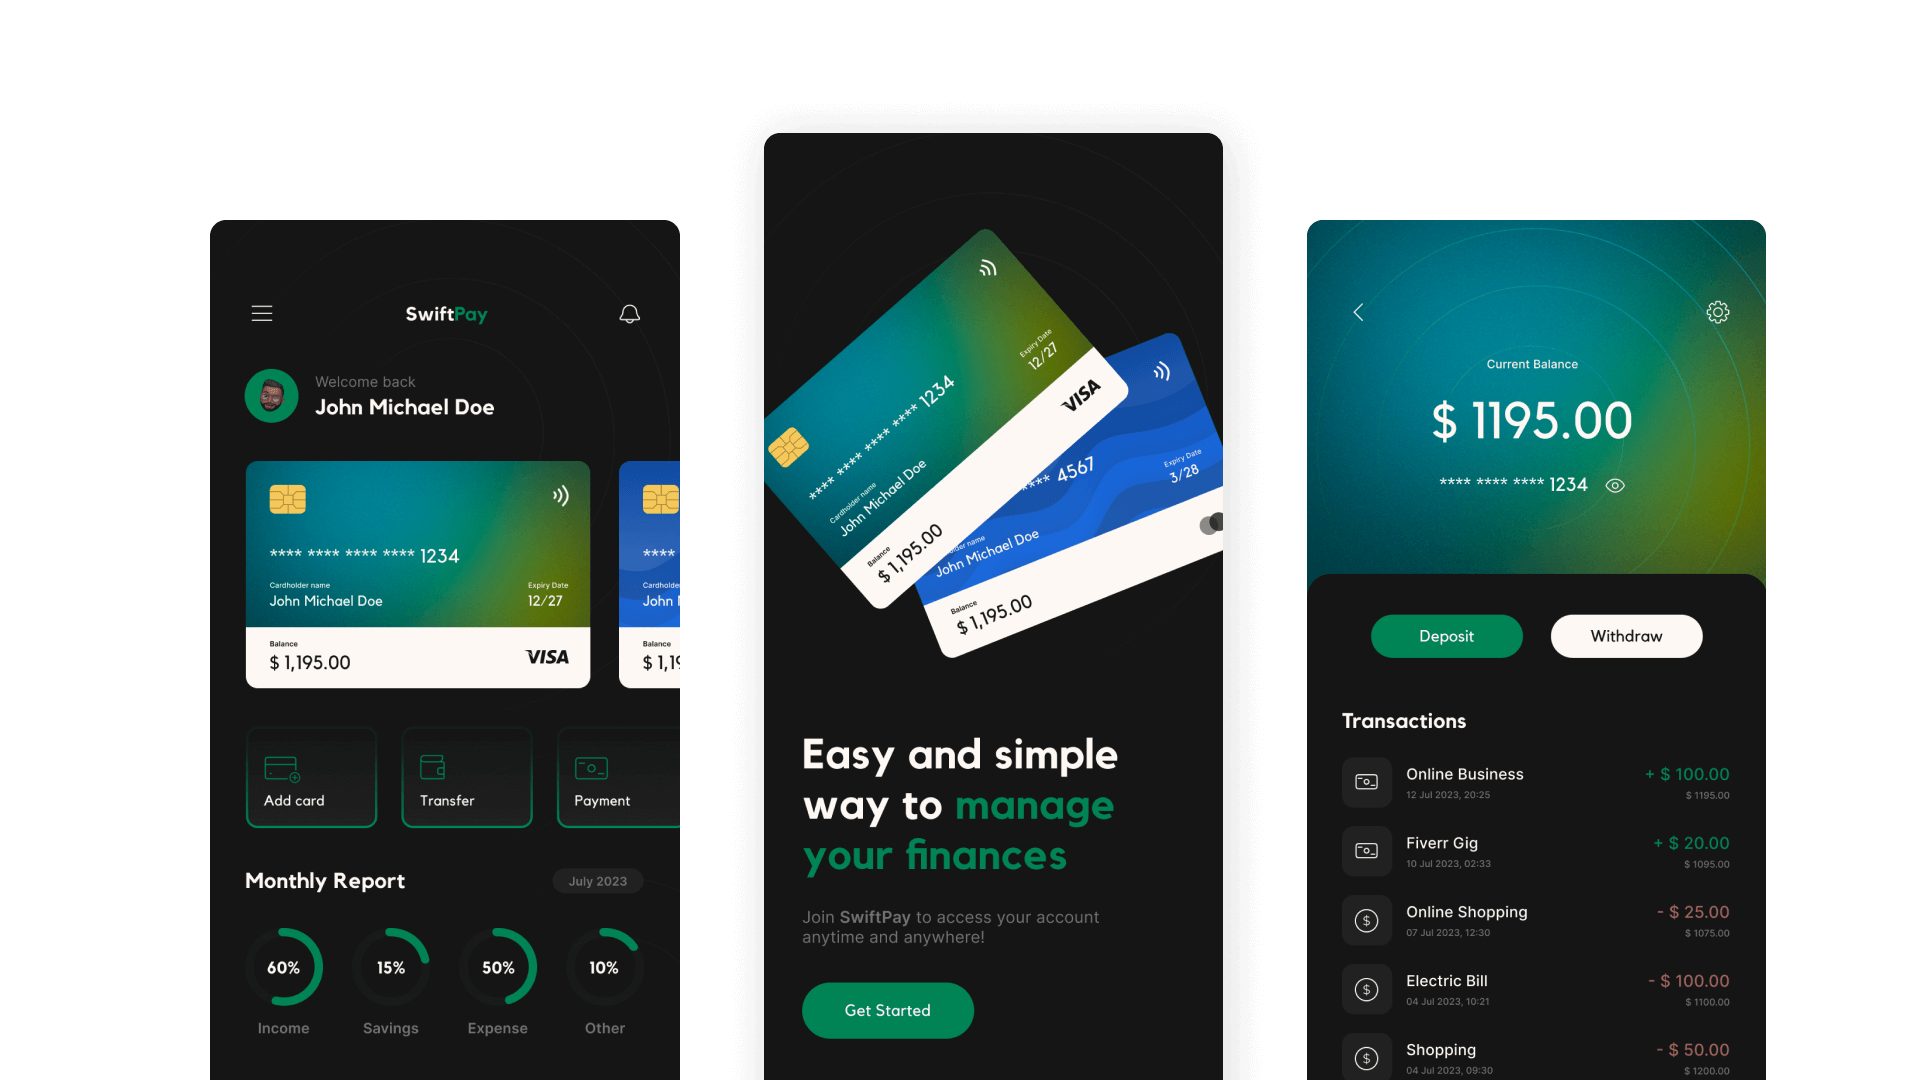 SwiftPay
Welcome back
John Michael Doe
**** **** **** **** 1234
Cardholder name
Expiry Date
John Michael Doe
12/27
Balance
$ 1,195.00
VISA
****
John
Balance
Add card
Transfer
Payment
Monthly Report
July 2023
60%
15%
50%
10%
Income
Savings
Expense
Other
Expiry Date
12/27
**** **** **** **** 1234
Cardholder name
John Michael Doe
VISA
Balance
$ 1,195.00
**** 4567
Expiry Date
3/28
name
John Michael Doe
Balance
$ 1,195.00
Easy and simple
way to manage
your finances
Join SwiftPay to access your account
anytime and anywhere!
Get Started
Current Balance
$ 1195.00
**** **** **** 1234
Deposit
Withdraw
Transactions
Online Business
+ $ 100.00
12 Jul 2023, 20:25
$ 1195.00
Fiverr Gig
+ $ 20.00
10 Jul 2023, 02:33
$ 1095.00
Online Shopping
- $ 25.00
07 Jul 2023, 12:30
$ 1075.00
Electric Bill
- $ 100.00
04 Jul 2023, 10:21
$ 1100.00
Shopping
- $ 50.00
04 Jul 2023, 09:30
$ 1200.00